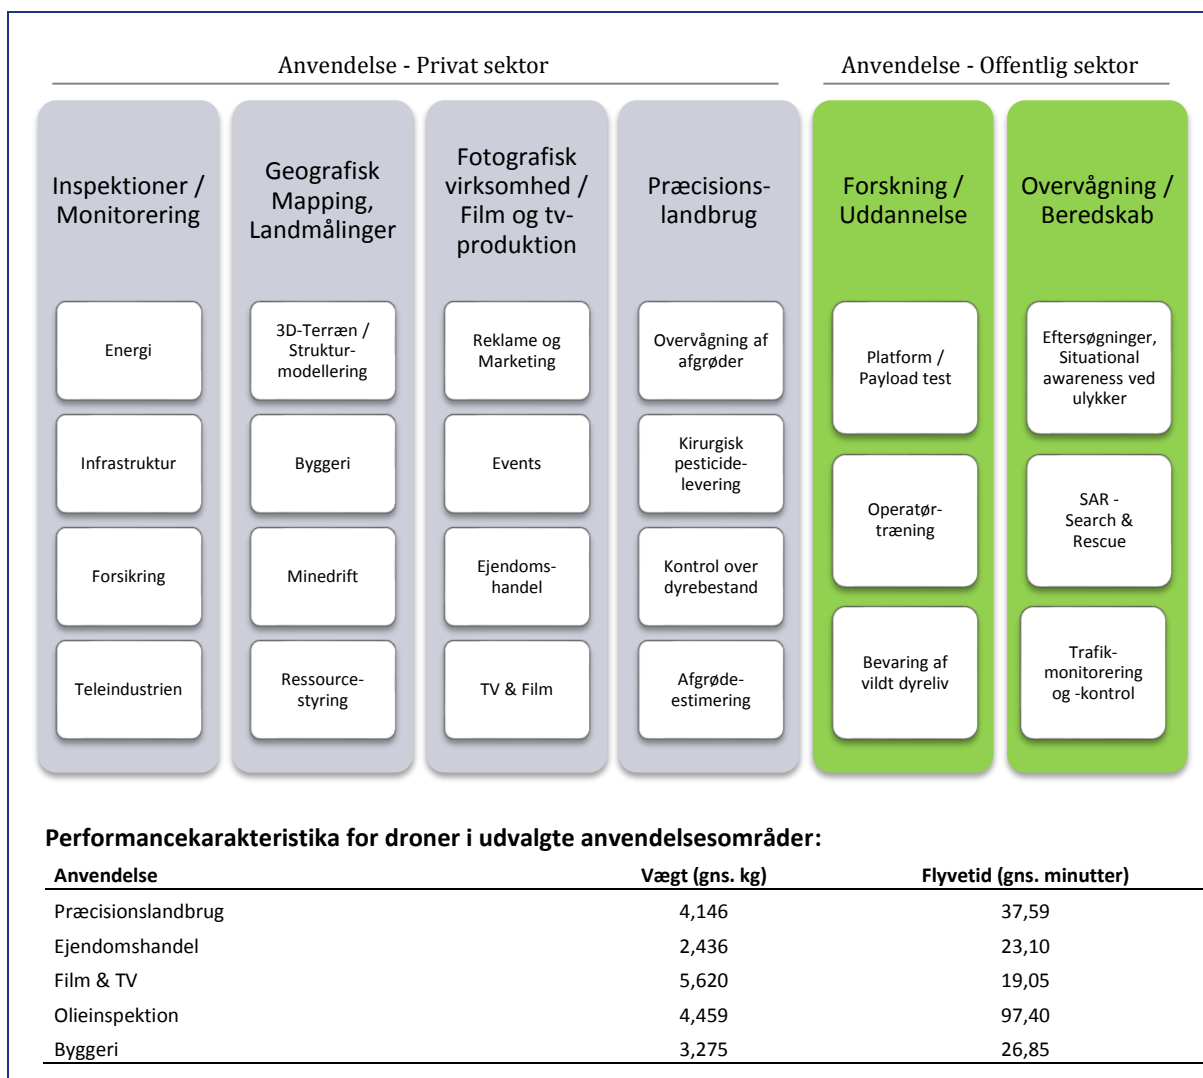 Anvendelse - Privat sektor
Anvendelse - Offentlig sektor
Inspektioner /
Monitorering
Energi
Infrastruktur
Forsikring
Teleindustrien
Geografisk
Mapping,
Landmålinger
3D-Terræn /
Struktur-
modellering
Byggeri
Minedrift
Ressource-
styring
Fotografisk
virksomhed /
Film og tv-
produktion
Reklame og
Marketing
Events
Ejendoms-
handel
TV & Film
Præcisions-
landbrug
Overvågning af
afgrøder
Kirurgisk
pesticide-
levering
Kontrol over
dyrebestand
Afgrøde-
estimering
Forskning /
Uddannelse
Platform /
Payload test
Operatør-
træning
Bevaring af
vildt dyreliv
Overvågning /
Beredskab
Eftersøgninger,
Situational
awareness ved
ulykker
SAR -
Search &
Rescue
Trafik-
monitorering
og -kontrol
Performancekarakteristika for droner i udvalgte anvendelsesområder:
Anvendelse Vægt (gns. kg) Flyvetid (gns. minutter)
Præcisionslandbrug 4,146 37,59
Ejendomshandel 2,436 23,10
Film & TV 5,620 19,05
Olieinspektion 4,459 97,40
Byggeri 3,275 26,85